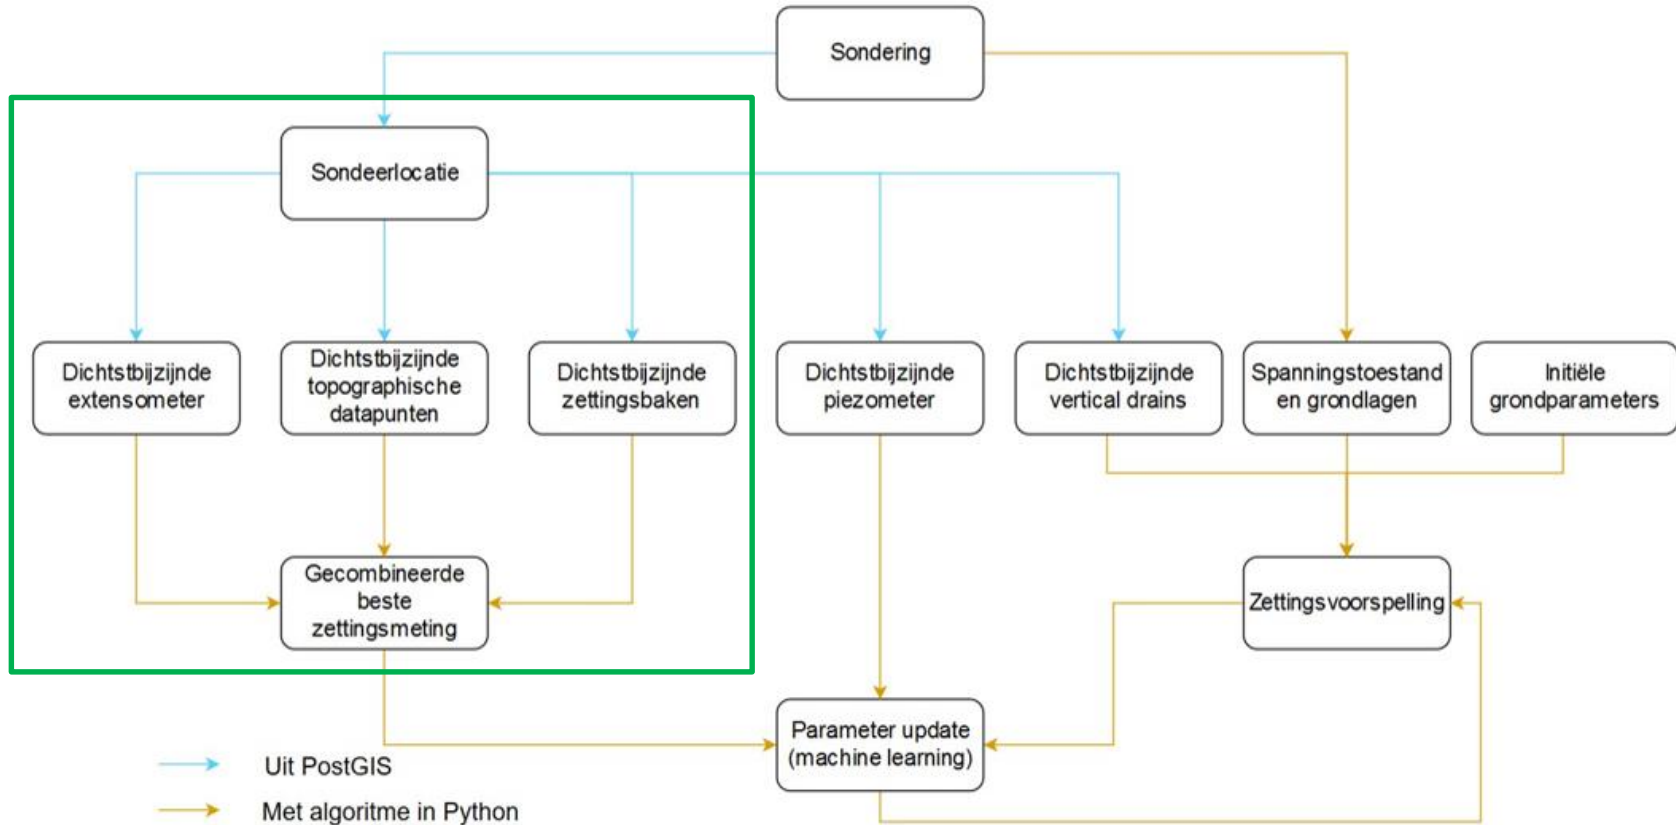 Sondering
Sondeerlocatie
Dichtstbijzijnde
extensometer
Dichtstbijzijnde
topographische
datapunten
Dichtstbijzijnde
zettingsbaken
Dichtstbijzijnde
piezometer
Dichtstbijzijnde
vertical drains
Spanningstoestand
en grondlagen
Initiële
grondparameters
Gecombineerde
beste
zettingsmeting
Zettingsvoorspelling
Parameter update
(machine learning)
Uit PostGIS
Met algoritme in Python